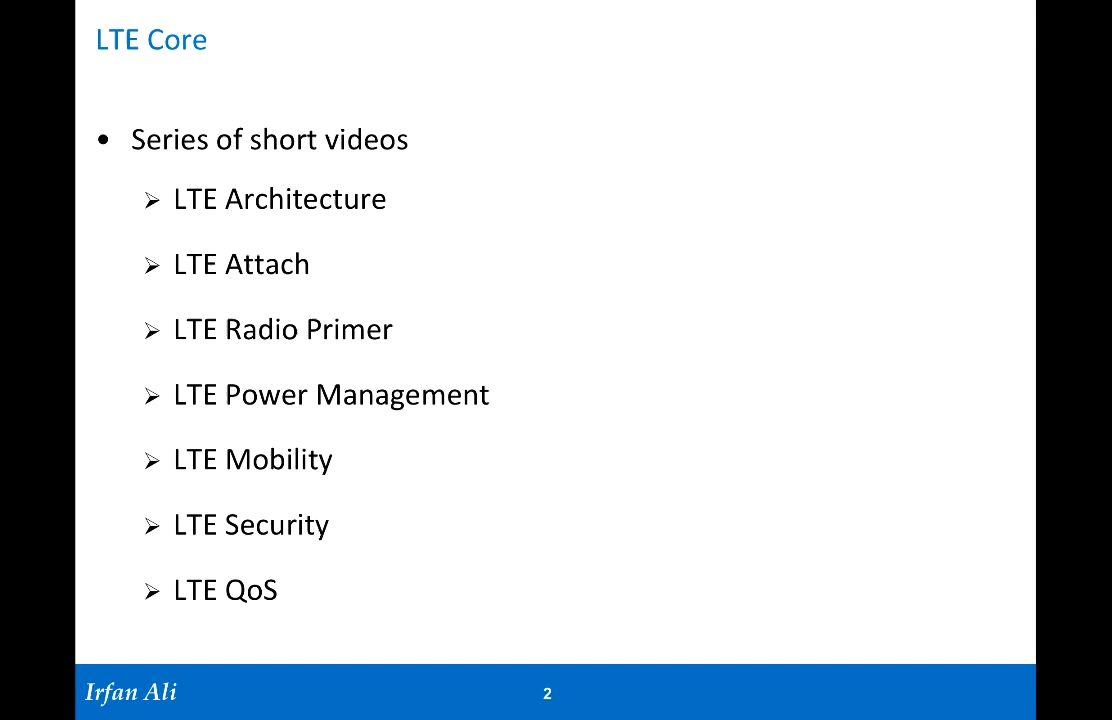 LTE Core
• Series of short videos
➢ LTE Architecture
➢ LTE Attach
➢ LTE Radio Primer
➢ LTE Power Management
➢ LTE Mobility
➢ LTE Security
➢ LTE QoS
Irfan Ali
2